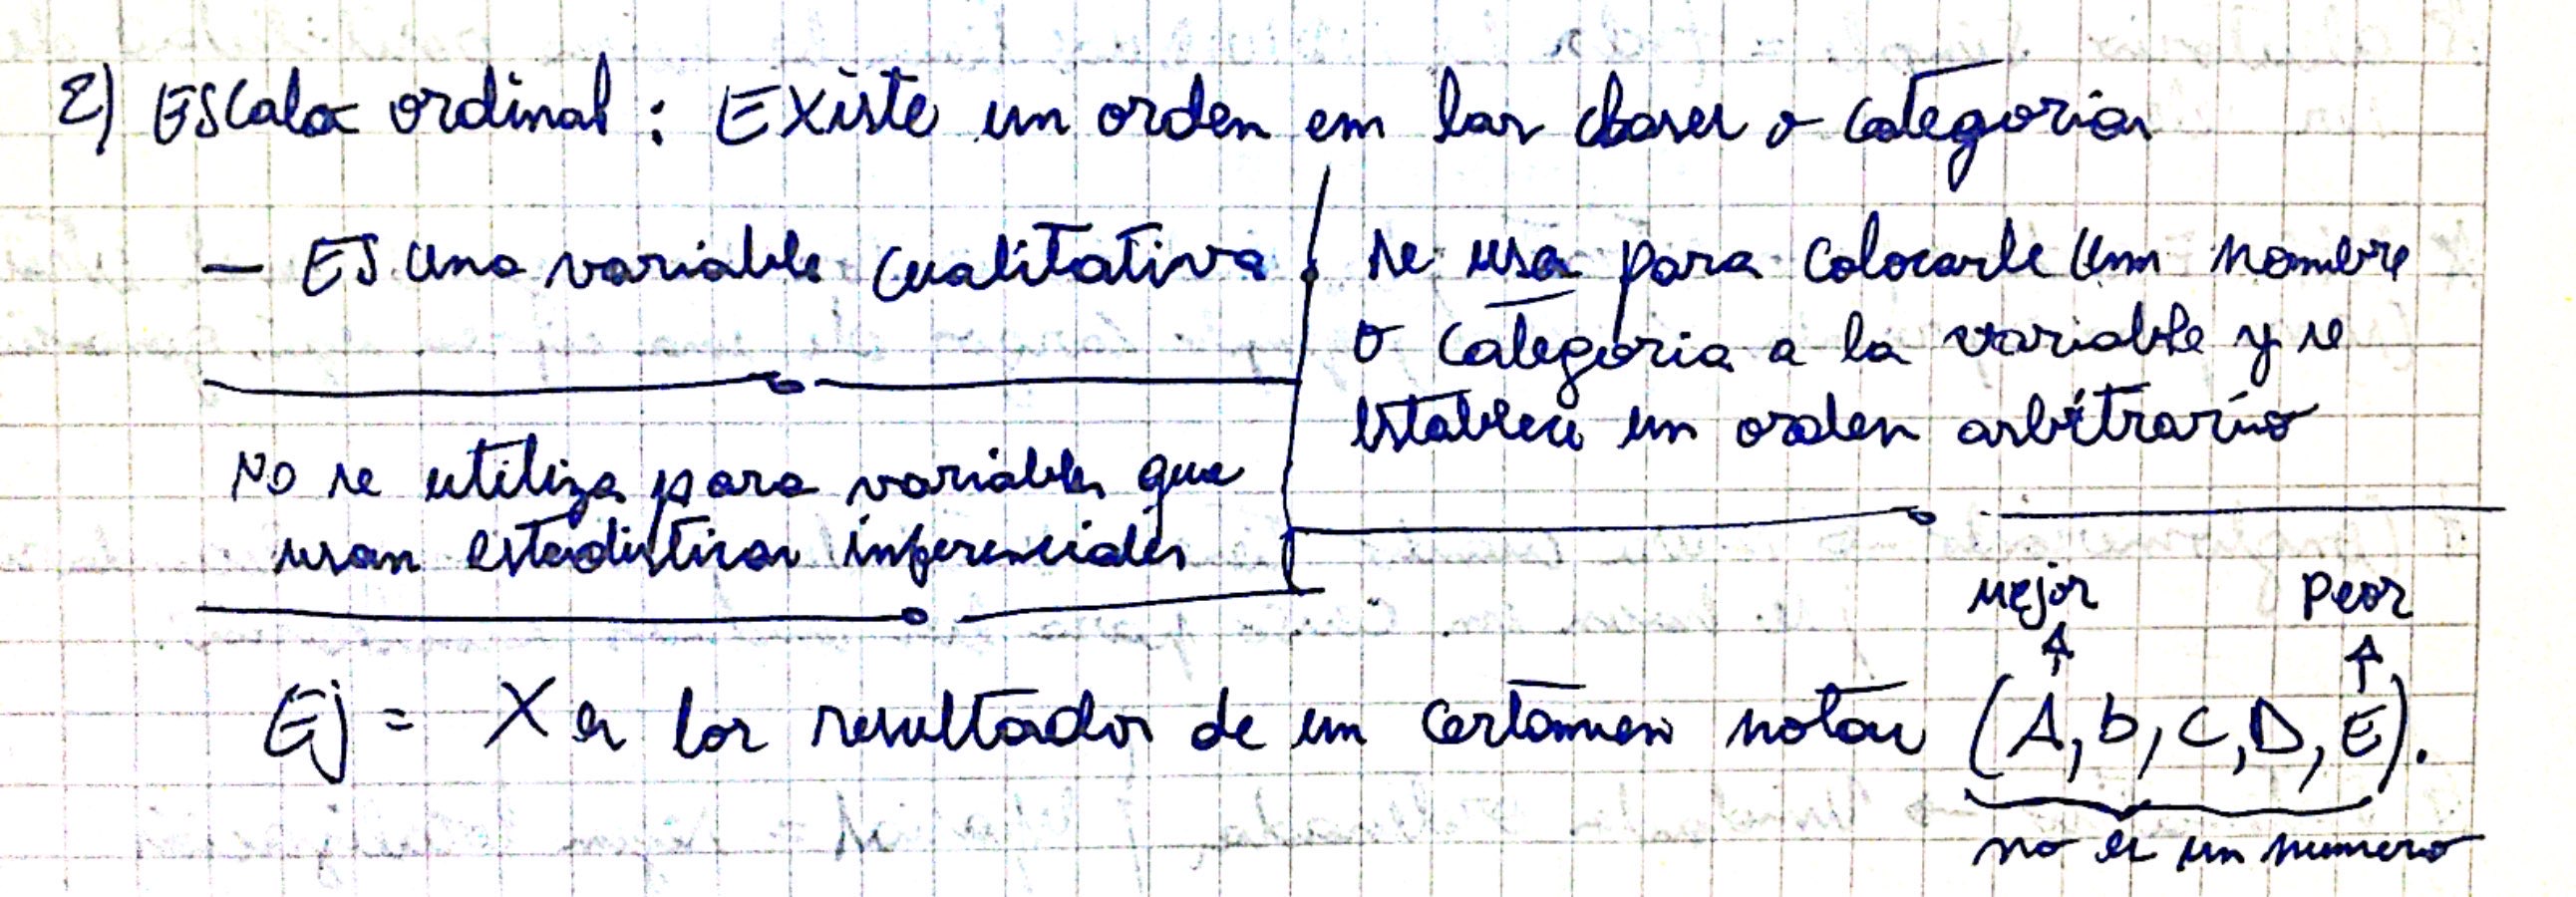 2) Escala ordinal: Existe un orden en las clases o categorias
— Es una variable cualitativa
No se utiliza para variables que
usan estadisticas inferenciales
se usa para colocarle un nombre
o categoria a la variable y se
establece un orden arbitrario
mejor peor
Ej = X es los resultados de un certamen notas (A, b, C, D, E).
no es un numero